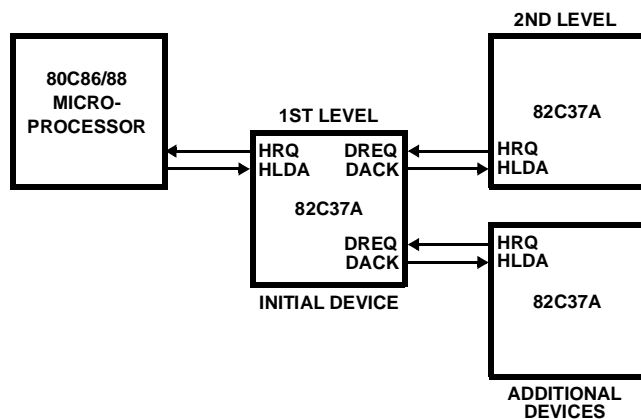 2ND LEVEL
80C86/88
MICRO-
PROCESSOR
1ST LEVEL
82C37A
HRQ
HLDA
HRQ
HLDA
DREQ
DACK
82C37A
DREQ
DACK
INITIAL DEVICE
HRQ
HLDA
82C37A
ADDITIONAL
DEVICES